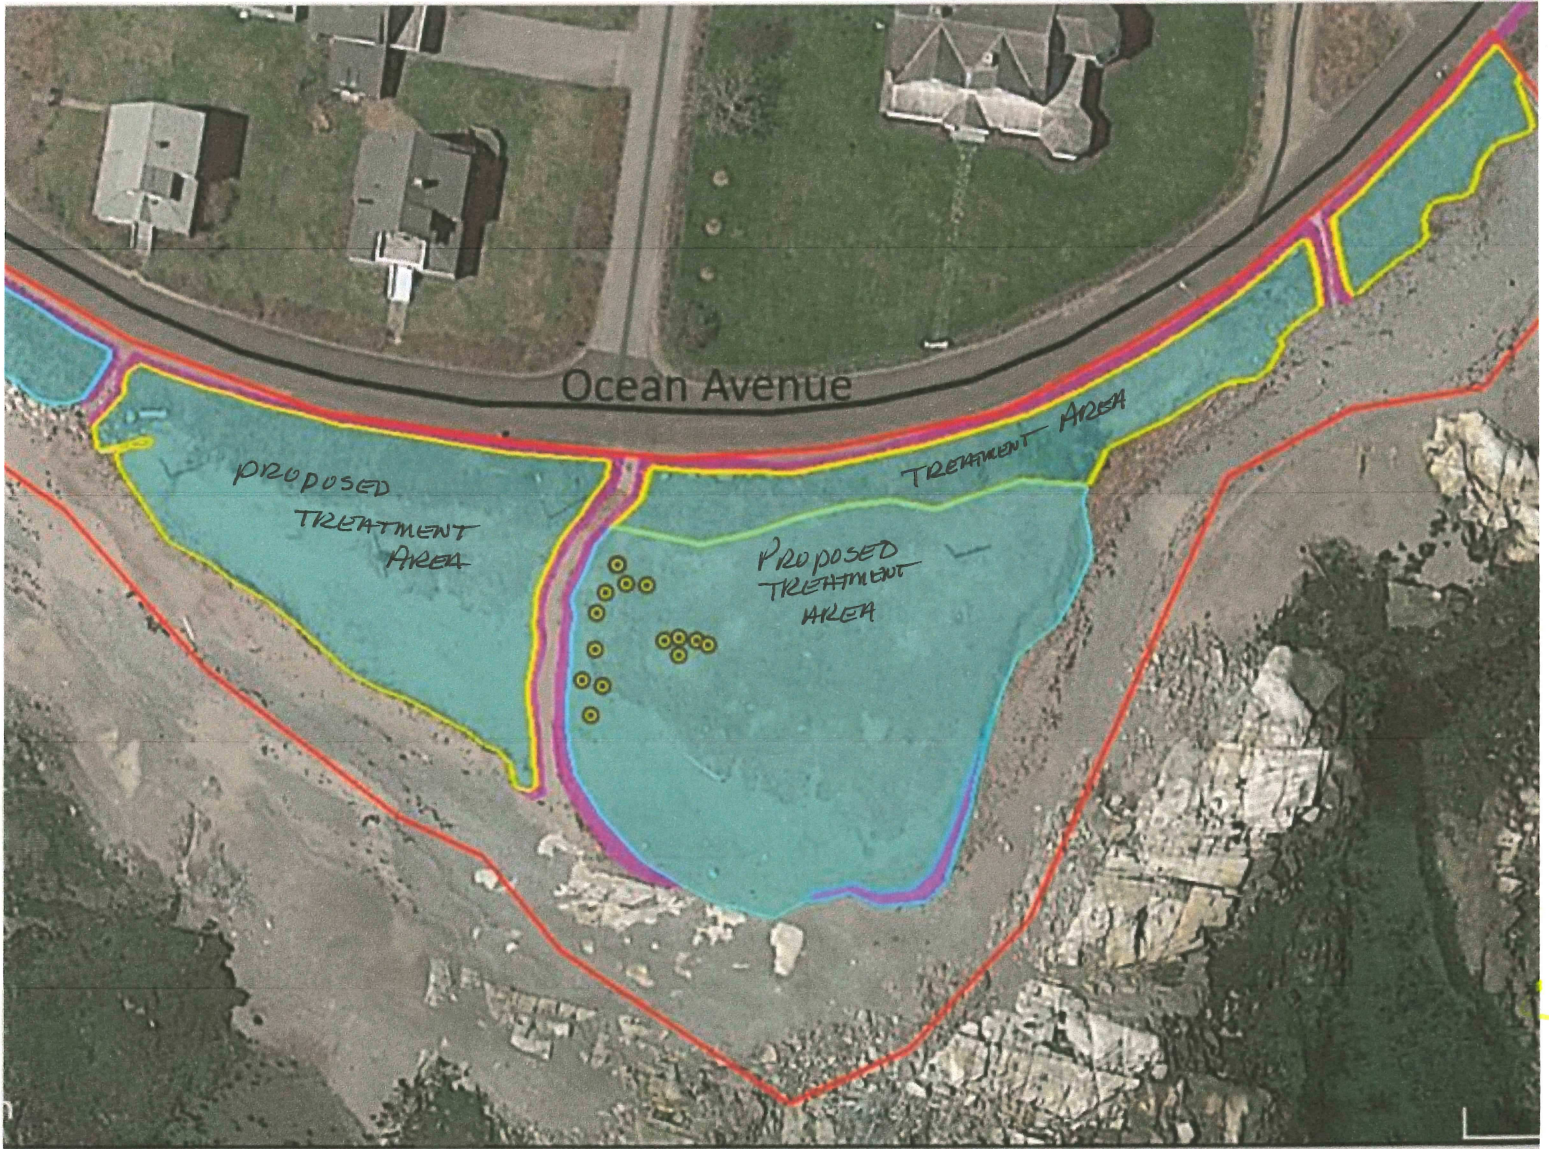 Ocean Avenue
TREATMENT AREA
PROPOSED
TREATMENT
AREA
PROPOSED
TREATMENT
AREA